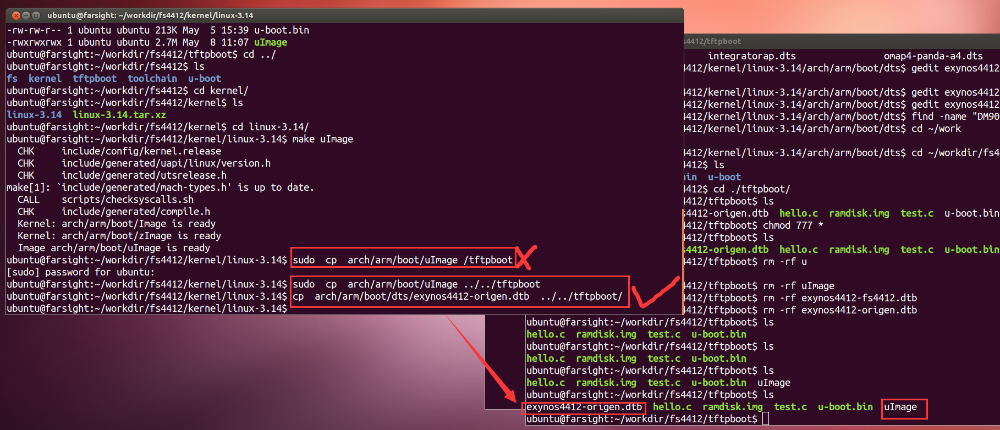 ubuntu@farsight: ~/workdir/fs4412/kernel/linux-3.14
-rw-rw-r-- 1 ubuntu ubuntu 213K May  5 15:39 u-boot.bin
-rwxrwxrwx 1 ubuntu ubuntu 2.7M May  8 11:07 uImage
ubuntu@farsight:~/workdir/fs4412/tftpboot$ cd ../
ubuntu@farsight:~/workdir/fs4412$ ls
fs  kernel  tftpboot  toolchain  u-boot
ubuntu@farsight:~/workdir/fs4412$ cd kernel/
ubuntu@farsight:~/workdir/fs4412/kernel$ ls
linux-3.14  linux-3.14.tar.xz
ubuntu@farsight:~/workdir/fs4412/kernel$ cd linux-3.14/
ubuntu@farsight:~/workdir/fs4412/kernel/linux-3.14$ make uImage
  CHK     include/config/kernel.release
  CHK     include/generated/uapi/linux/version.h
  CHK     include/generated/utsrelease.h
make[1]: `include/generated/mach-types.h' is up to date.
  CALL    scripts/checksyscalls.sh
  CHK     include/generated/compile.h
  Kernel: arch/arm/boot/Image is ready
  Kernel: arch/arm/boot/zImage is ready
  Image arch/arm/boot/uImage is ready
ubuntu@farsight:~/workdir/fs4412/kernel/linux-3.14$ sudo  cp  arch/arm/boot/uImage /tftpboot
[sudo] password for ubuntu:
ubuntu@farsight:~/workdir/fs4412/kernel/linux-3.14$ sudo  cp  arch/arm/boot/uImage ../../tftpboot
ubuntu@farsight:~/workdir/fs4412/kernel/linux-3.14$ cp  arch/arm/boot/dts/exynos4412-origen.dtb  ../../tftpboot/
ubuntu@farsight:~/workdir/fs4412/kernel/linux-3.14$
s4412/tftpboot
integratorap.dts                omap4-panda-a4.dts
4412/kernel/linux-3.14/arch/arm/boot/dts$ gedit exynos4412
4412/kernel/linux-3.14/arch/arm/boot/dts$ gedit exynos4412
4412/kernel/linux-3.14/arch/arm/boot/dts$ gedit exynos4412
4412/kernel/linux-3.14/arch/arm/boot/dts$ find -name "DM90
4412/kernel/linux-3.14/arch/arm/boot/dts$ cd ~/work
4412/kernel/linux-3.14/arch/arm/boot/dts$ cd ~/workdir/fs4
4412$ ls
in  u-boot
4412$ cd ./tftpboot/
4412/tftpboot$ ls
s4412-origen.dtb  hello.c  ramdisk.img  test.c  u-boot.bin
4412/tftpboot$ chmod 777 *
4412/tftpboot$ ls
s4412-origen.dtb  hello.c  ramdisk.img  test.c  u-boot.bin
4412/tftpboot$ rm -rf u
4412/tftpboot$ rm -rf uImage
4412/tftpboot$ rm -rf exynos4412-fs4412.dtb
4412/tftpboot$ rm -rf exynos4412-origen.dtb
ubuntu@farsight:~/workdir/fs4412/tftpboot$ ls
hello.c  ramdisk.img  test.c  u-boot.bin
ubuntu@farsight:~/workdir/fs4412/tftpboot$ ls
hello.c  ramdisk.img  test.c  u-boot.bin
ubuntu@farsight:~/workdir/fs4412/tftpboot$ ls
hello.c  ramdisk.img  test.c  u-boot.bin  uImage
ubuntu@farsight:~/workdir/fs4412/tftpboot$ ls
exynos4412-origen.dtb  hello.c  ramdisk.img  test.c  u-boot.bin  uImage
ubuntu@farsight:~/workdir/fs4412/tftpboot$